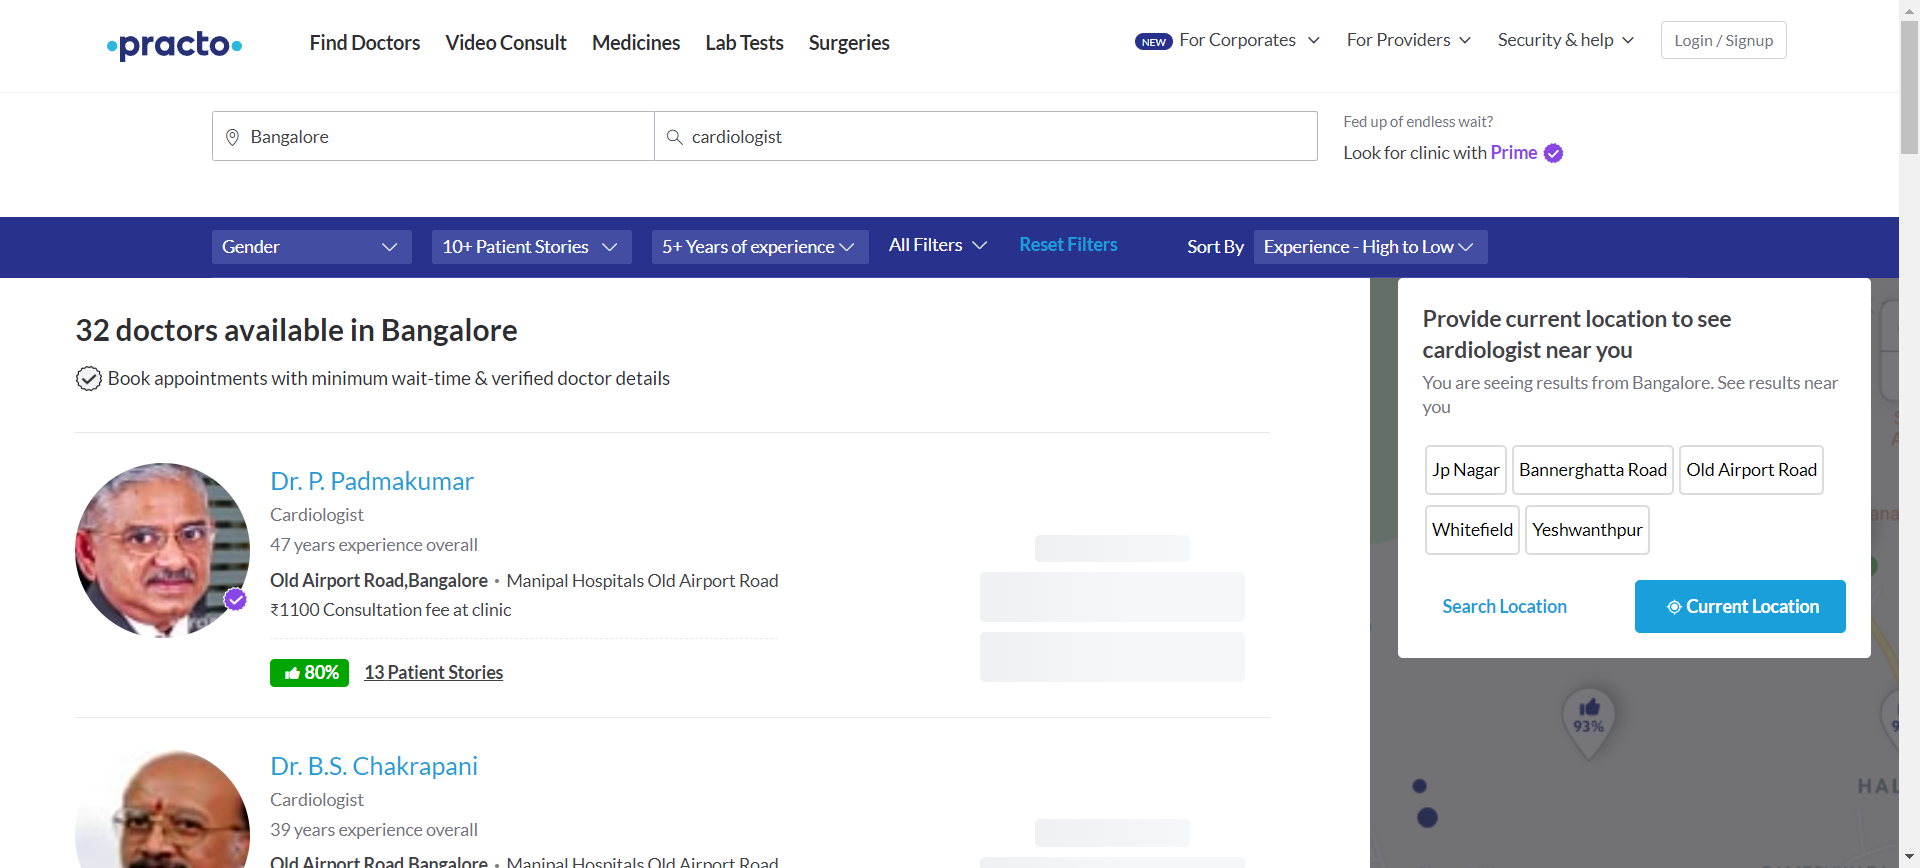 practo
Find Doctors
Video Consult
Medicines
Lab Tests
Surgeries
NEW For Corporates
For Providers
Security & help
Login / Signup
Bangalore
cardiologist
Fed up of endless wait?
Look for clinic with Prime
Gender
10+ Patient Stories
5+ Years of experience
All Filters
Reset Filters
Sort By
Experience - High to Low
32 doctors available in Bangalore
Book appointments with minimum wait-time & verified doctor details
Dr. P. Padmakumar
Cardiologist
47 years experience overall
Old Airport Road,Bangalore • Manipal Hospitals Old Airport Road
₹1100 Consultation fee at clinic
80% 13 Patient Stories
Dr. B.S. Chakrapani
Cardiologist
39 years experience overall
Old Airport Road,Bangalore • Manipal Hospitals Old Airport Road
Provide current location to see
cardiologist near you
You are seeing results from Bangalore. See results near
you
Jp Nagar
Bannerghatta Road
Old Airport Road
Whitefield
Yeshwanthpur
Search Location
Current Location
93%
HAL